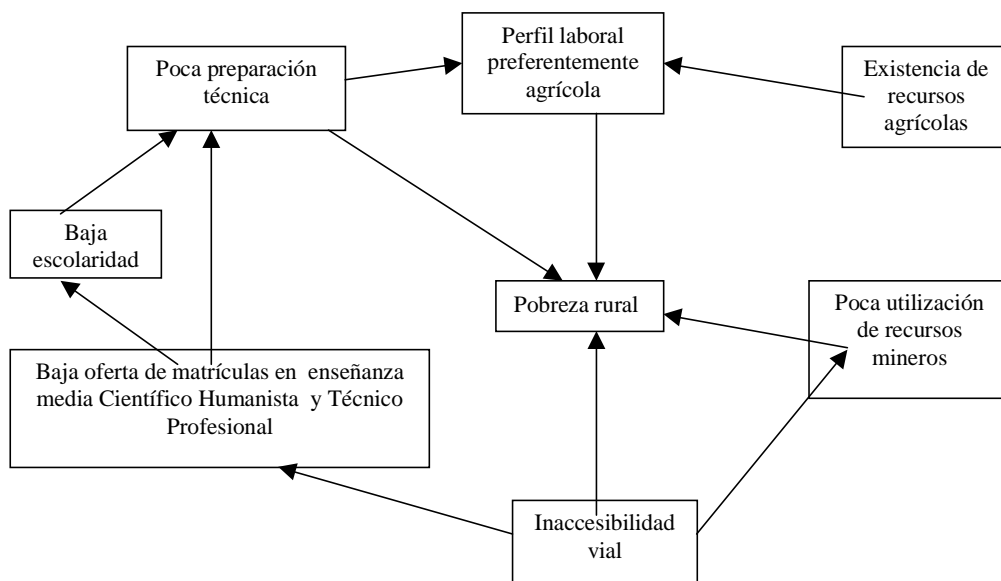 Poca preparación
técnica
Perfil laboral
preferentemente
agrícola
Existencia de
recursos
agrícolas
Baja
escolaridad
Pobreza rural
Poca utilización
de recursos
mineros
Baja oferta de matrículas en enseñanza
media Científico Humanista y Técnico
Profesional
Inaccesibilidad
vial